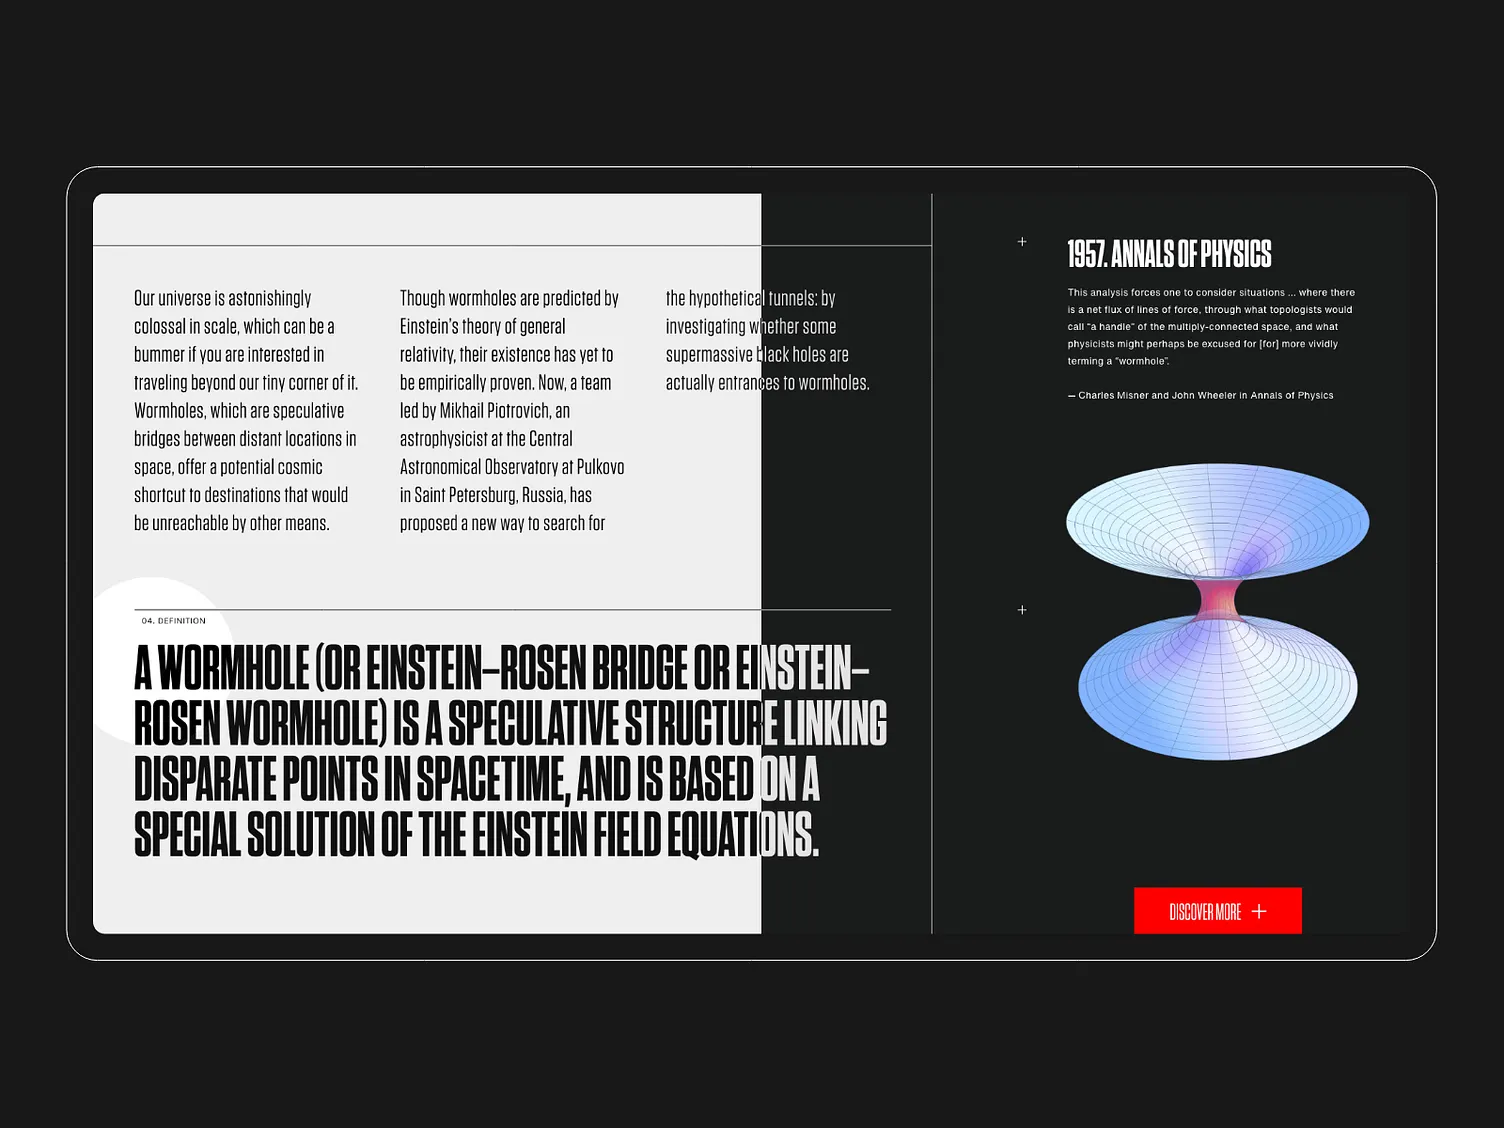 Our universe is astonishingly
colossal in scale, which can be a
bummer if you are interested in
traveling beyond our tiny corner of it.
Wormholes, which are speculative
bridges between distant locations in
space, offer a potential cosmic
shortcut to destinations that would
be unreachable by other means.
Though wormholes are predicted by
Einstein's theory of general
relativity, their existence has yet to
be empirically proven. Now, a team
led by Mikhail Piotrovich, an
astrophysicist at the Central
Astronomical Observatory at Pulkovo
in Saint Petersburg, Russia, has
proposed a new way to search for
the hypothetical tunnels: by
investigating whether some
supermassive black holes are
actually entrances to wormholes.
04. DEFINITION
A WORMHOLE (OR EINSTEIN–ROSEN BRIDGE OR EINSTEIN–
ROSEN WORMHOLE) IS A SPECULATIVE STRUCTURE LINKING
DISPARATE POINTS IN SPACETIME, AND IS BASED ON A
SPECIAL SOLUTION OF THE EINSTEIN FIELD EQUATIONS.
1957. ANNALS OF PHYSICS
This analysis forces one to consider situations ... where there
is a net flux of lines of force, through what topologists would
call “a handle” of the multiply-connected space, and what
physicists might perhaps be excused for [for] more vividly
terming a “wormhole”.
— Charles Misner and John Wheeler in Annals of Physics
DISCOVER MORE +